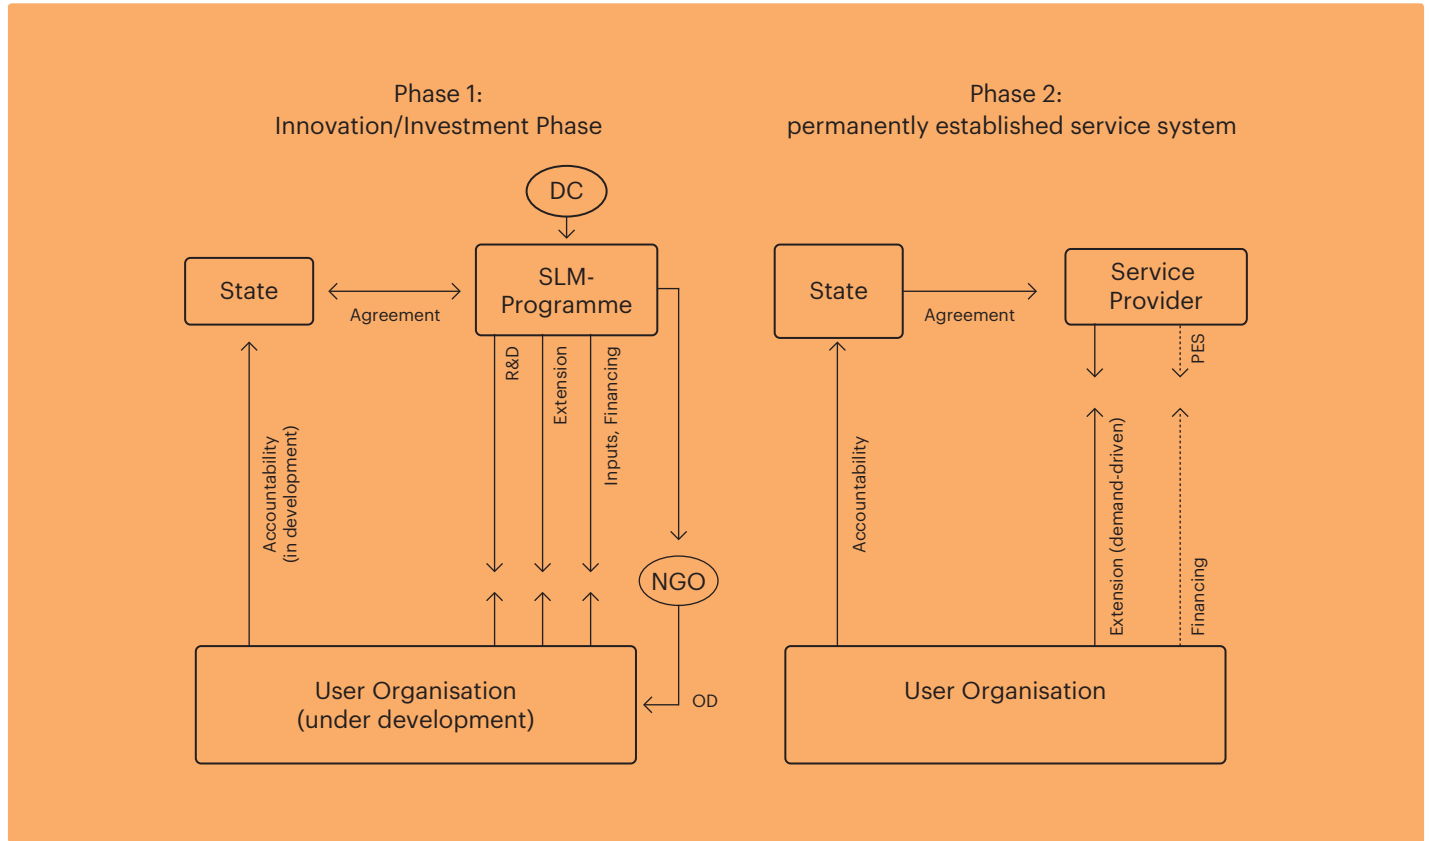 Phase 1:
Innovation/Investment Phase
DC
State
Agreement
SLM-
Programme
R&D
Extension
Inputs, Financing
Accountability
(in development)
NGO
OD
User Organisation
(under development)
Phase 2:
permanently established service system
State
Agreement
Service
Provider
PES
Accountability
Extension (demand-driven)
Financing
User Organisation